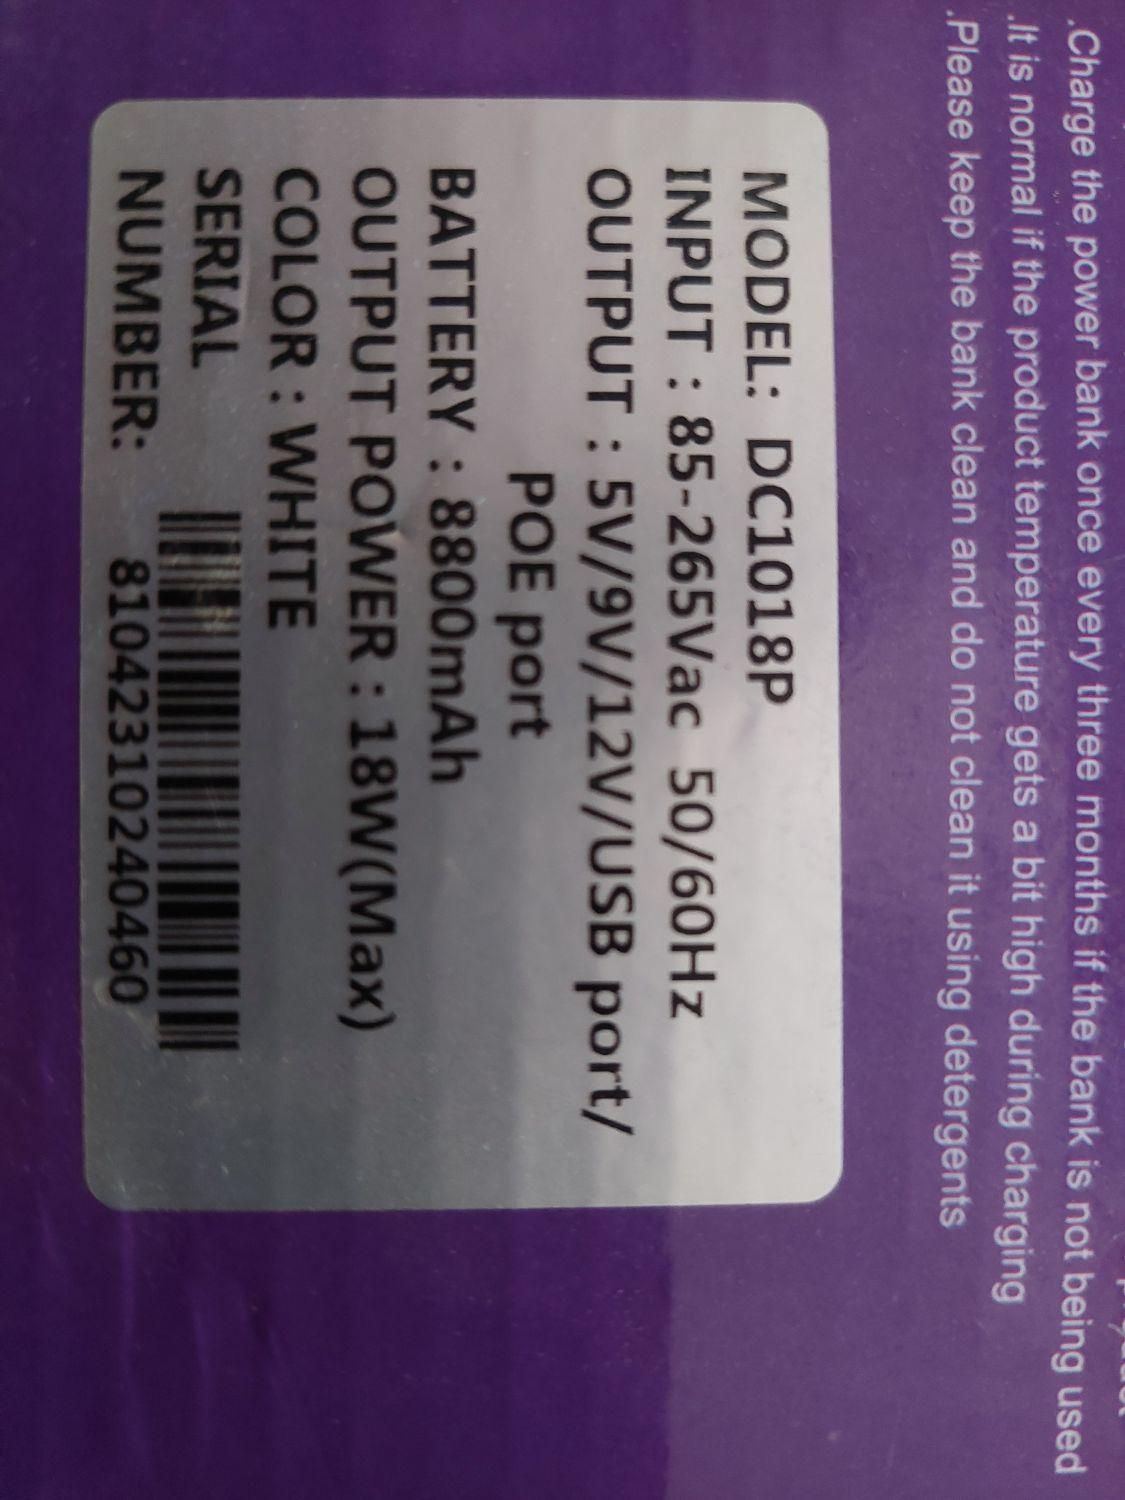 .Charge the power bank once every three months if the bank is not being used
.It is normal if the product temperature gets a bit high during charging
.Please keep the bank clean and do not clean it using detergents
MODEL: DC1018P
INPUT : 85-265Vac 50/60Hz
OUTPUT : 5V/9V/12V/USB port/
POE port
BATTERY : 8800mAh
OUTPUT POWER : 18W(Max)
COLOR : WHITE
SERIAL
NUMBER: 8104231024040460